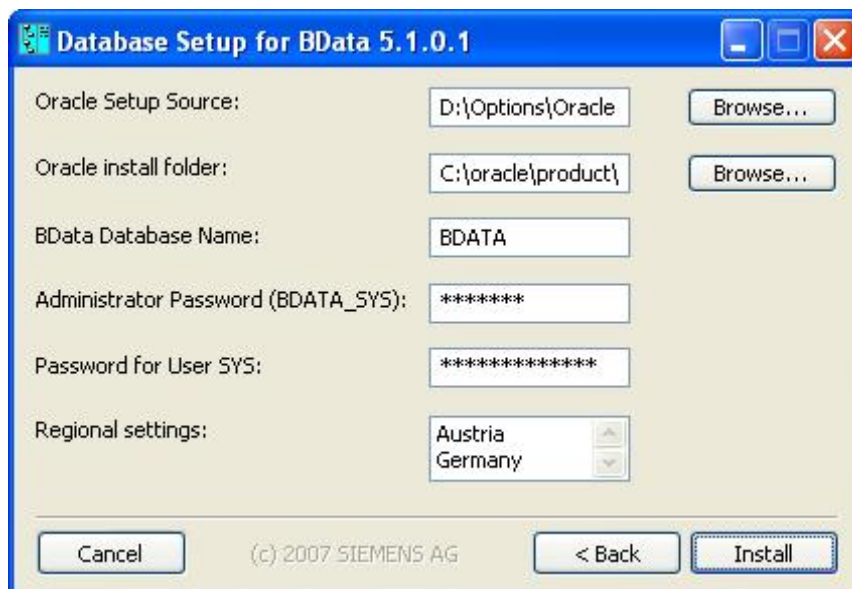 Database Setup for BData 5.1.0.1
Oracle Setup Source: D:\Options\Oracle Browse...
Oracle install folder: C:\oracle\product\ Browse...
BData Database Name: BDATA
Administrator Password (BDATA_SYS): *******
Password for User SYS: *************
Regional settings: Austria
Germany
Cancel (c) 2007 SIEMENS AG < Back Install